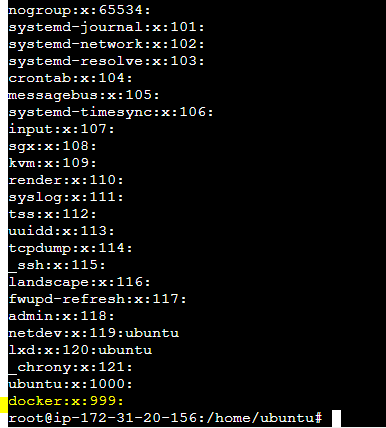 nogroup:x:65534:
systemd-journal:x:101:
systemd-network:x:102:
systemd-resolve:x:103:
crontab:x:104:
messagebus:x:105:
systemd-timesync:x:106:
input:x:107:
sgx:x:108:
kvm:x:109:
render:x:110:
syslog:x:111:
tss:x:112:
uuidd:x:113:
tcpdump:x:114:
_ssh:x:115:
landscape:x:116:
fwupd-refresh:x:117:
admin:x:118:
netdev:x:119:ubuntu
lxd:x:120:ubuntu
_chrony:x:121:
ubuntu:x:1000:
docker:x:999:
root@ip-172-31-20-156:/home/ubuntu#